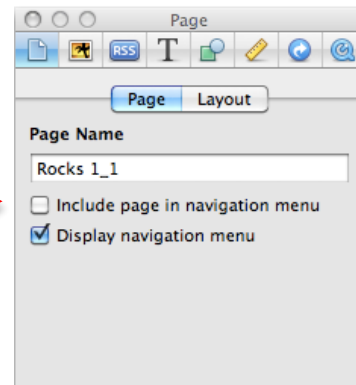 Page
RSS T
Page Layout
Page Name
Rocks 1_1
Include page in navigation menu
Display navigation menu